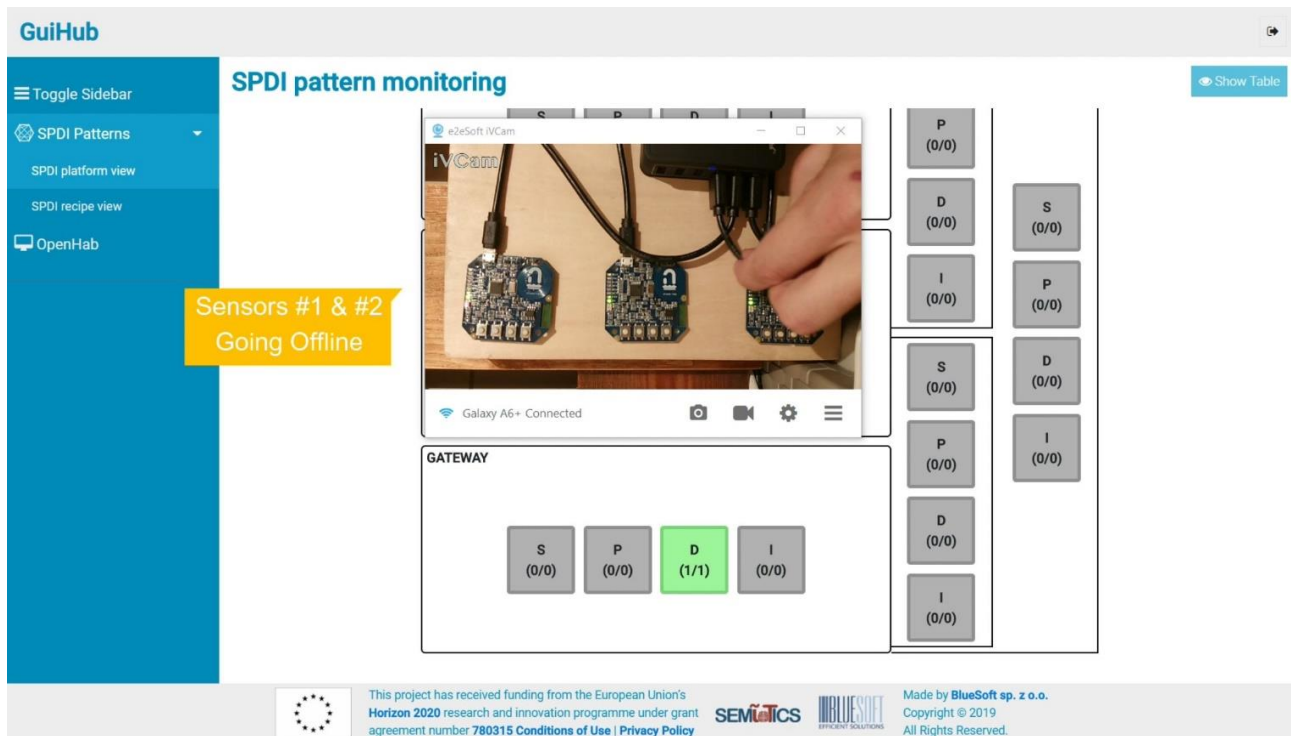 GuiHub
Toggle Sidebar
SPDI Patterns
SPDI platform view
SPDI recipe view
OpenHab
SPDI pattern monitoring
Show Table
S P D I
e2eSoft iVCam
iVCam
Sensors #1 & #2
Going Offline
Galaxy A6+ Connected
GATEWAY
S
(0/0)
P
(0/0)
D
(1/1)
I
(0/0)
P
(0/0)
D
(0/0)
I
(0/0)
S
(0/0)
P
(0/0)
D
(0/0)
I
(0/0)
S
(0/0)
P
(0/0)
D
(0/0)
I
(0/0)
This project has received funding from the European Union's
Horizon 2020 research and innovation programme under grant
agreement number 780315 Conditions of Use | Privacy Policy
SEMIoTICS
BLUESOFT
EFFICIENT SOLUTIONS
Made by BlueSoft sp. z o.o.
Copyright © 2019
All Rights Reserved.